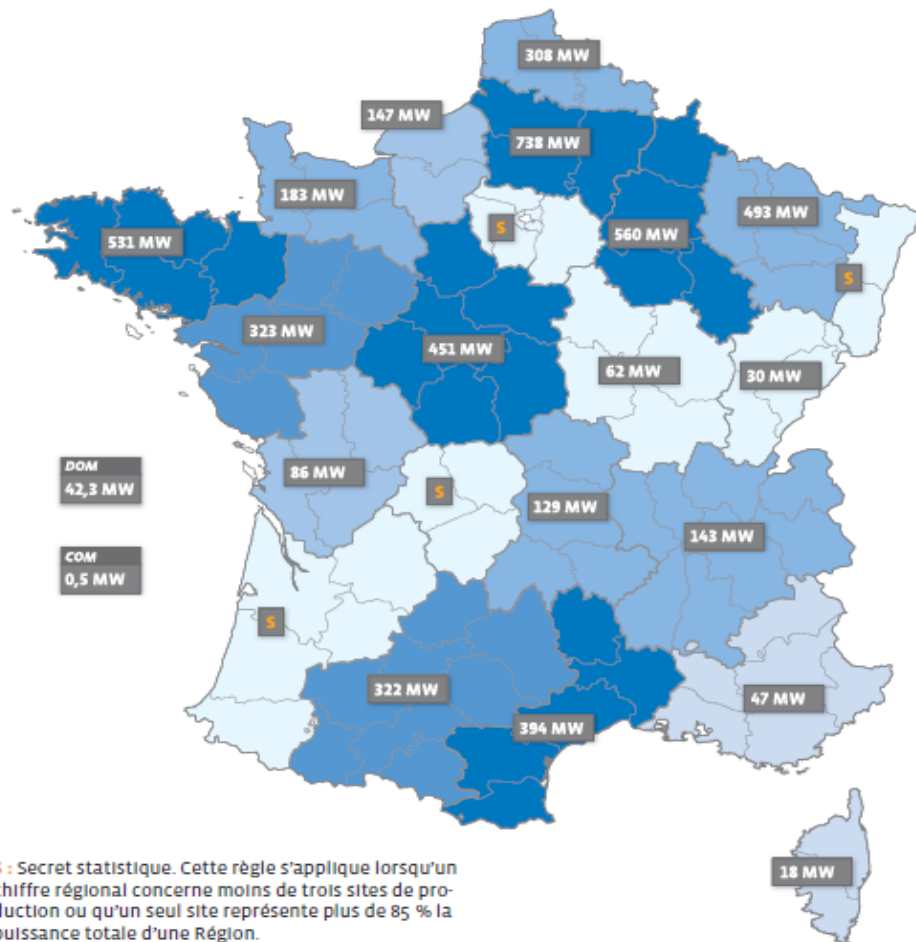 308 MW
147 MW
738 MW
183 MW
S
493 MW
531 MW
560 MW
S
323 MW
451 MW
62 MW
30 MW
86 MW
DOM
42,3 MW
S
129 MW
143 MW
COM
0,5 MW
S
322 MW
47 MW
394 MW
18 MW
: Secret statistique. Cette règle s'applique lorsqu'un
hiffre régional concerne moins de trois sites de pro-
duction ou qu'un seul site représente plus de 85 % la
puissance totale d'une Région.